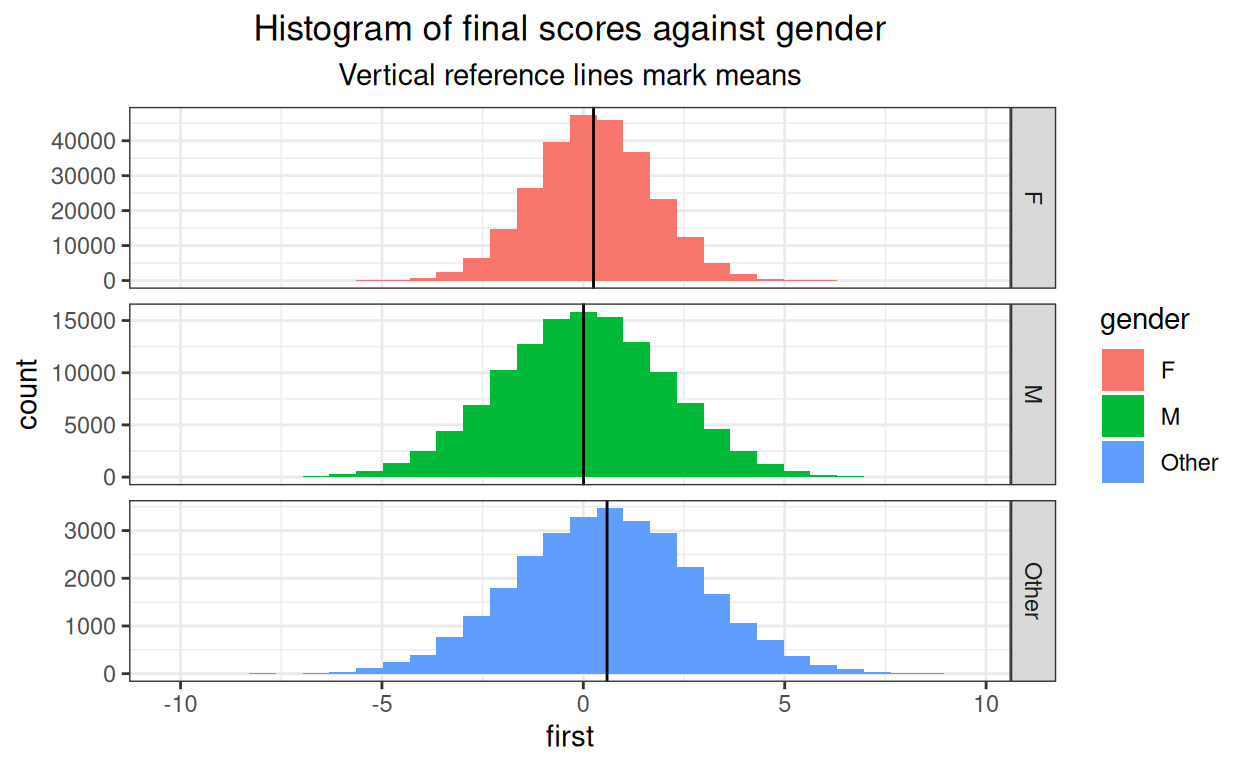 Histogram of final scores against gender
Vertical reference lines mark means
40000
30000
20000
10000
0
F
15000
10000
5000
0
M
3000
2000
1000
0
Other
-10 -5 0 5 10
first
count
gender
F
M
Other